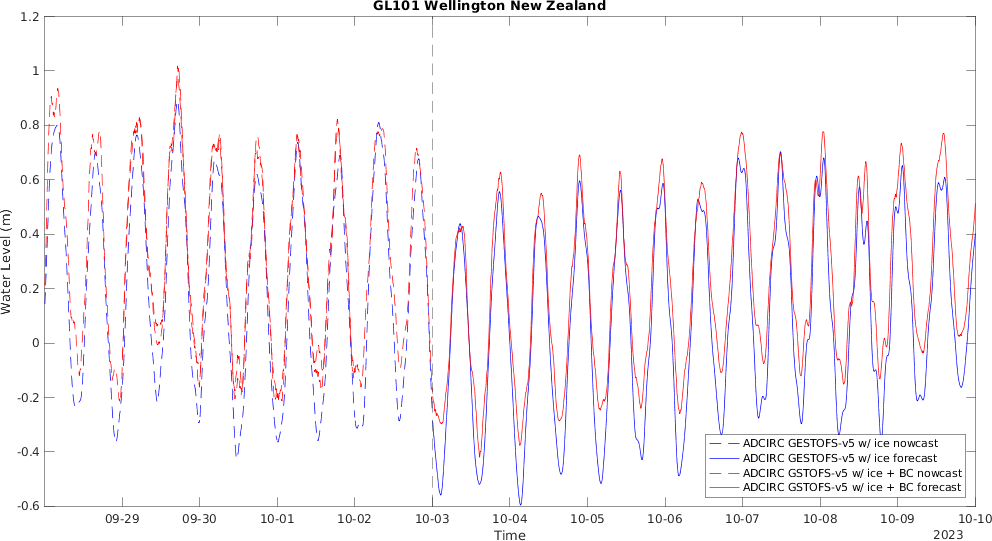 GL101 Wellington New Zealand
1.2
1
0.8
0.6
0.4
0.2
0
-0.2
-0.4
-0.6
Water Level (m)
ADCIRC GESTOFS-v5 w/ ice nowcast
ADCIRC GESTOFS-v5 w/ ice forecast
ADCIRC GSTOFS-v5 w/ ice + BC nowcast
ADCIRC GSTOFS-v5 w/ ice + BC forecast
09-29 09-30 10-01 10-02 10-03 10-04 10-05 10-06 10-07 10-08 10-09 10-10
Time
2023